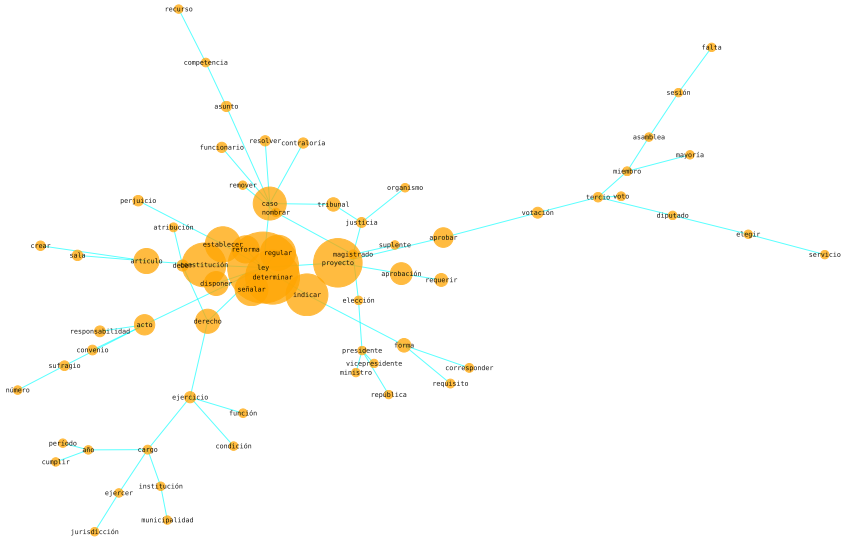 recurso
falta
competencia
sesión
asunto
asamblea
resolver
contraloría
funcionario
mayoría
miembro
remover
organismo
perjuicio
tercio
voto
caso
tribunal
nombrar
votación
diputado
justicia
atribución
elegir
aprobar
establecer
suplente
crear
reforma
regular
sala
magistrado
servicio
artículo
deber
proyecto
ley
aprobación
determinar
requerir
disponer
señalar
indicar
elección
derecho
acto
responsabilidad
forma
convenio
presidente
sufragio
vicepresidente
corresponder
ministro
requisito
número
república
ejercicio
función
período
condición
año
cargo
cumplir
institución
ejercer
municipalidad
jurisdicción